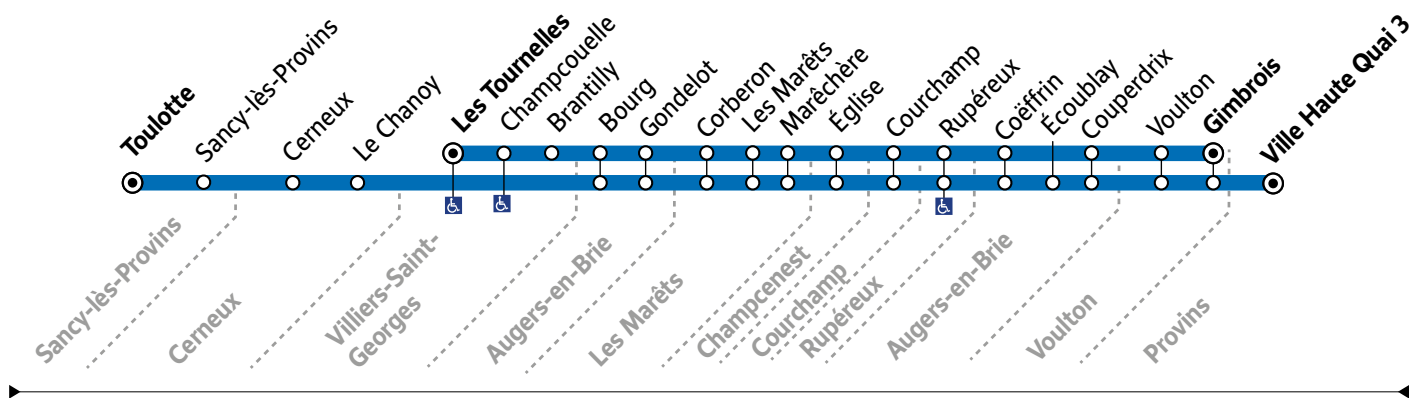 Toulotte
Sancy-lès-Provins
Cerneux
Le Chanoy
Les Tournelles
Champcouelle
Brantilly
Bourg
Gondelot
Corberon
Les Marêts
Marêchère
Église
Courchamp
Rupéreux
Coëffrin
Écoublay
Couperdrix
Voulton
Gimbrois
Ville Haute Quai 3
Sancy-lès-Provins
Cerneux
Villiers-Saint-
Georges
Augers-en-Brie
Les Marêts
Champcenest
Courchamp
Rupéreux
Augers-en-Brie
Voulton
Provins